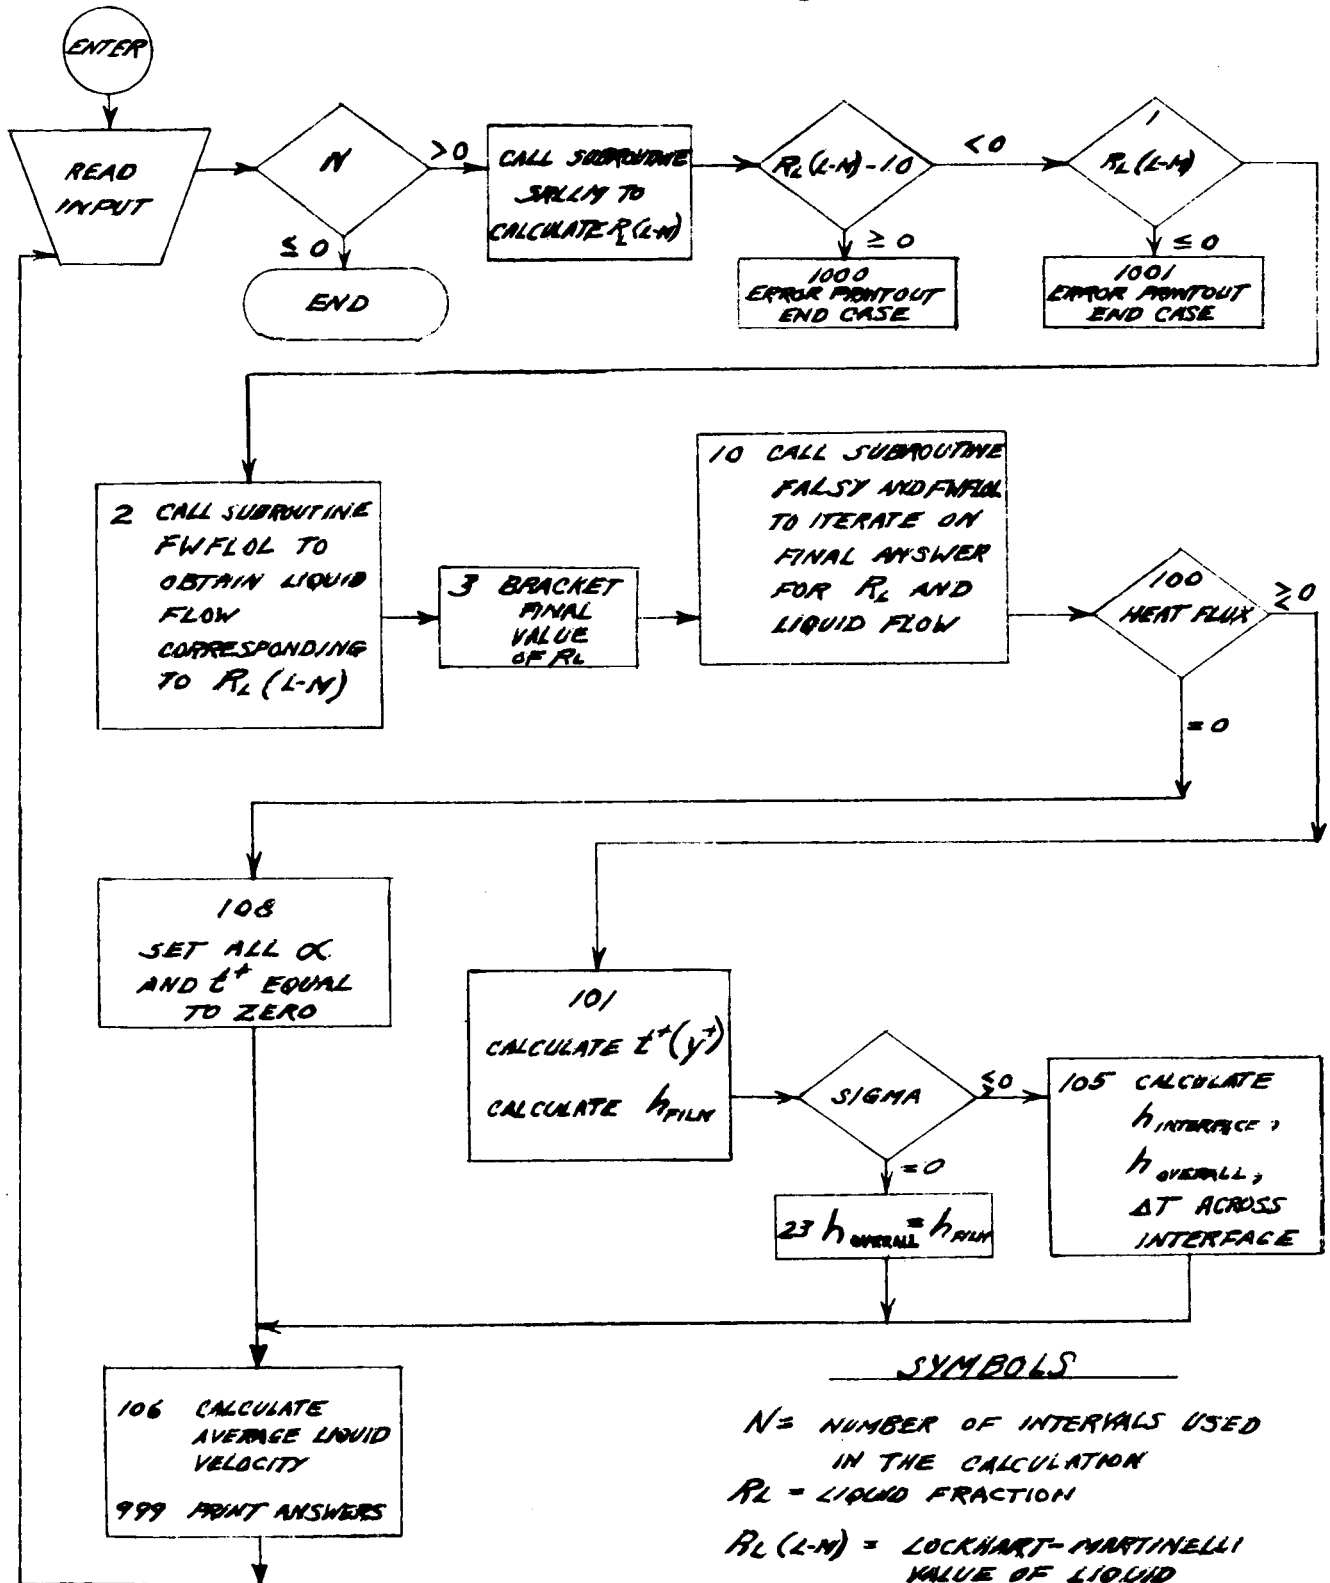 ENTER
READ
INPUT
N
>0
≤ 0
END
CALL SUBROUTINE
SRLLM TO
CALCULATE RL(L-M)
RL(L-M)-1.0
<0
≥ 0
1000
ERROR PRINTOUT
END CASE
1
RL(L-M)
≤ 0
1001
ERROR PRINTOUT
END CASE
2 CALL SUBROUTINE
FWFLOL TO
OBTAIN LIQUID
FLOW
CORRESPONDING
TO RL (L-M)
3 BRACKET
FINAL
VALUE
OF RL
10 CALL SUBROUTINE
FALSY AND FWFLOL
TO ITERATE ON
FINAL ANSWER
FOR RL AND
LIQUID FLOW
100
HEAT FLUX
≷0
= 0
108
SET ALL α
AND t+ EQUAL
TO ZERO
101
CALCULATE t+(y+)
CALCULATE hFILM
SIGMA
≶0
= 0
23 hOVERALL = hFILM
105 CALCULATE
hINTERFACE,
hOVERALL,
ΔT ACROSS
INTERFACE
106 CALCULATE
AVERAGE LIQUID
VELOCITY
999 PRINT ANSWERS
SYMBOLS
N = NUMBER OF INTERVALS USED
IN THE CALCULATION
RL = LIQUID FRACTION
RL (L-M) = LOCKHART-MARTINELLI
VALUE OF LIQUID